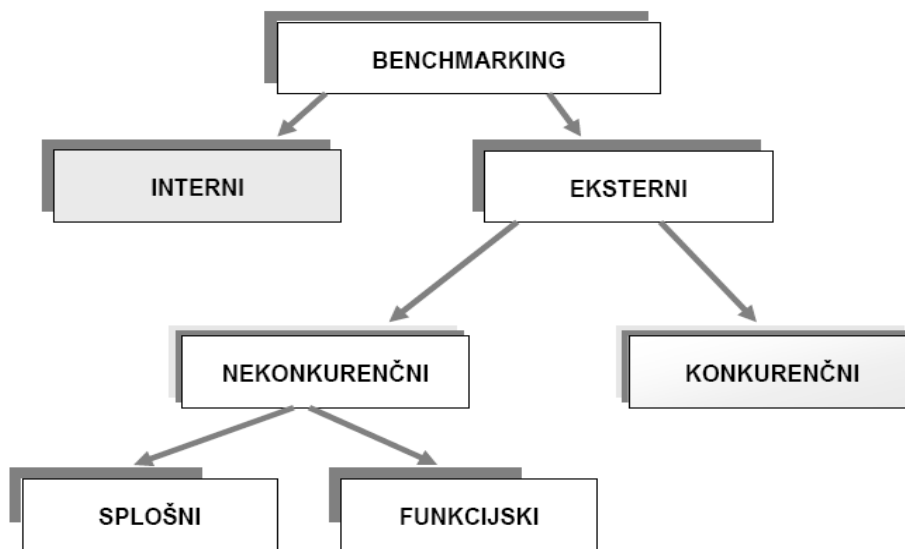 BENCHMARKING
INTERNI
EKSTERNI
NEKONKURENČNI
KONKURENČNI
SPLOŠNI
FUNKCIJSKI